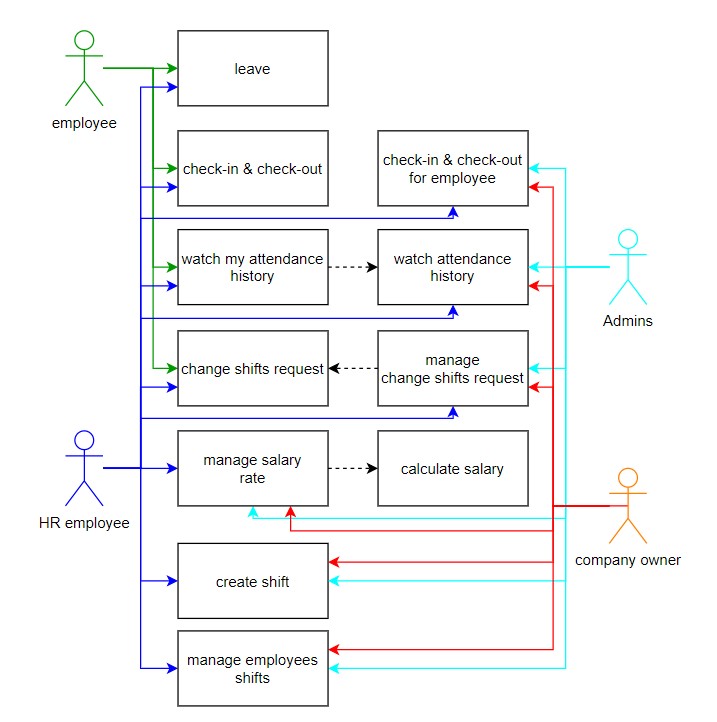 leave
employee
check-in & check-out
check-in & check-out
for employee
watch my attendance
history
watch attendance
history
Admins
change shifts request
manage
change shifts request
manage salary
rate
calculate salary
HR employee
company owner
create shift
manage employees
shifts